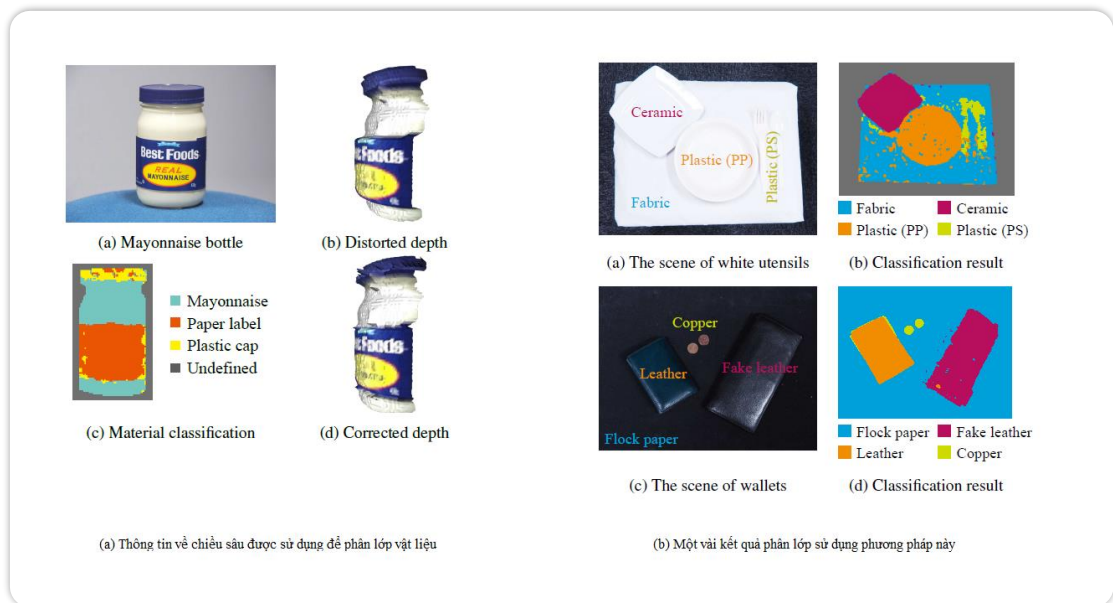 Best Foods
REAL
MAYONNAISE
(a) Mayonnaise bottle
(b) Distorted depth
Mayonnaise
Paper label
Plastic cap
Undefined
(c) Material classification
(d) Corrected depth
Ceramic
Plastic (PP)
Plastic (PS)
Fabric
(a) The scene of white utensils
Fabric
Ceramic
Plastic (PP)
Plastic (PS)
(b) Classification result
Copper
Leather
Fake leather
Flock paper
(c) The scene of wallets
Flock paper
Fake leather
Leather
Copper
(d) Classification result
(a) Thông tin về chiều sâu được sử dụng để phân lớp vật liệu
(b) Một vài kết quả phân lớp sử dụng phương pháp này